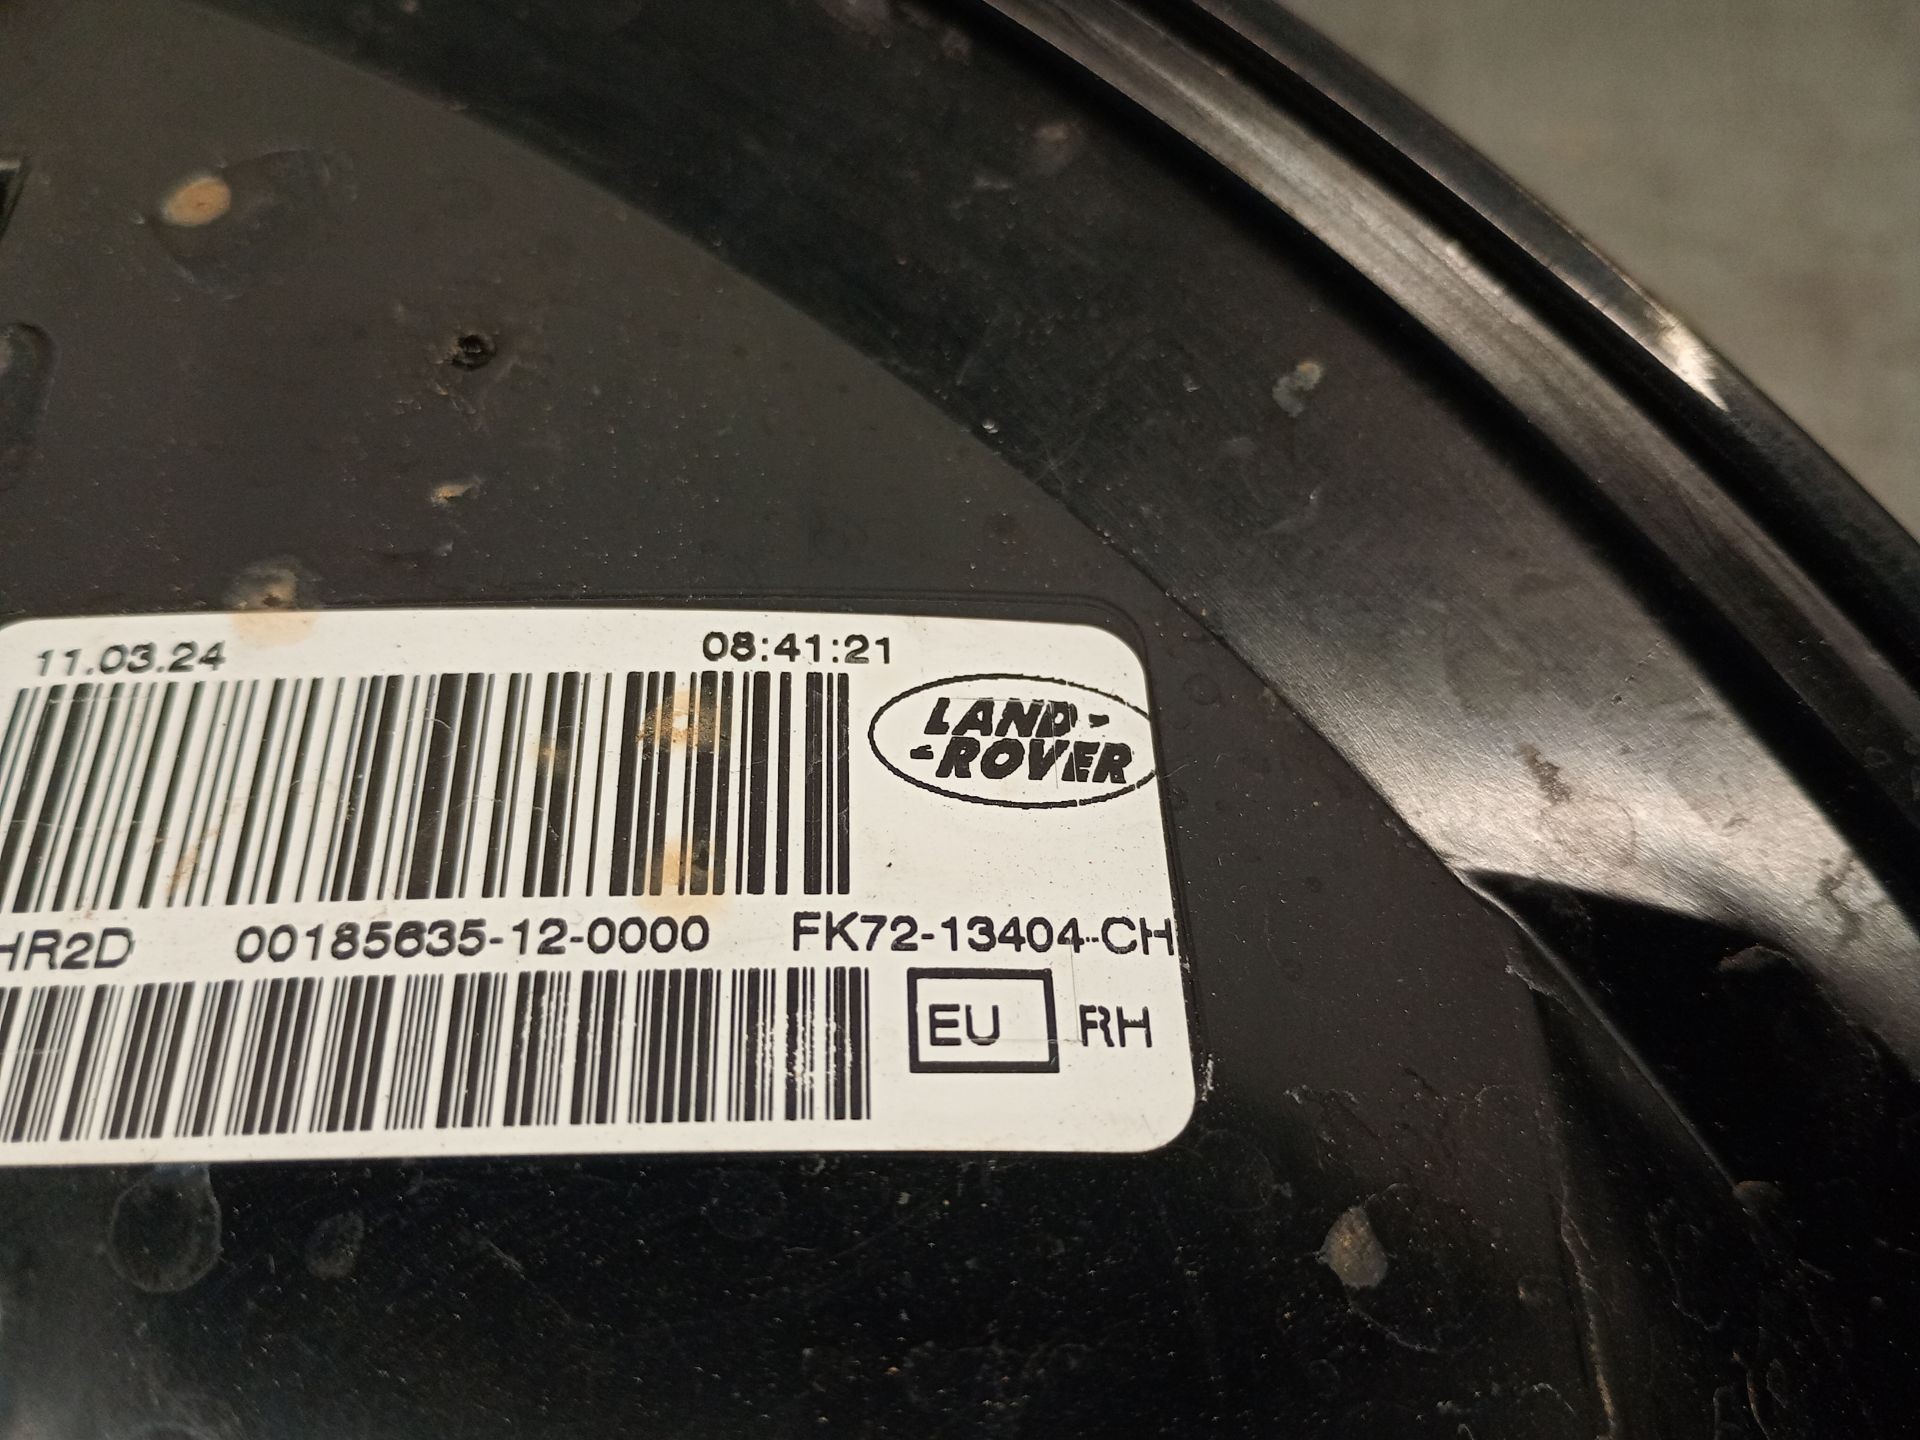 11.03.24 08:41:21
LAND-
-ROVER
HR2D 00185635-12-0000 FK72-13404-CH
EU RH